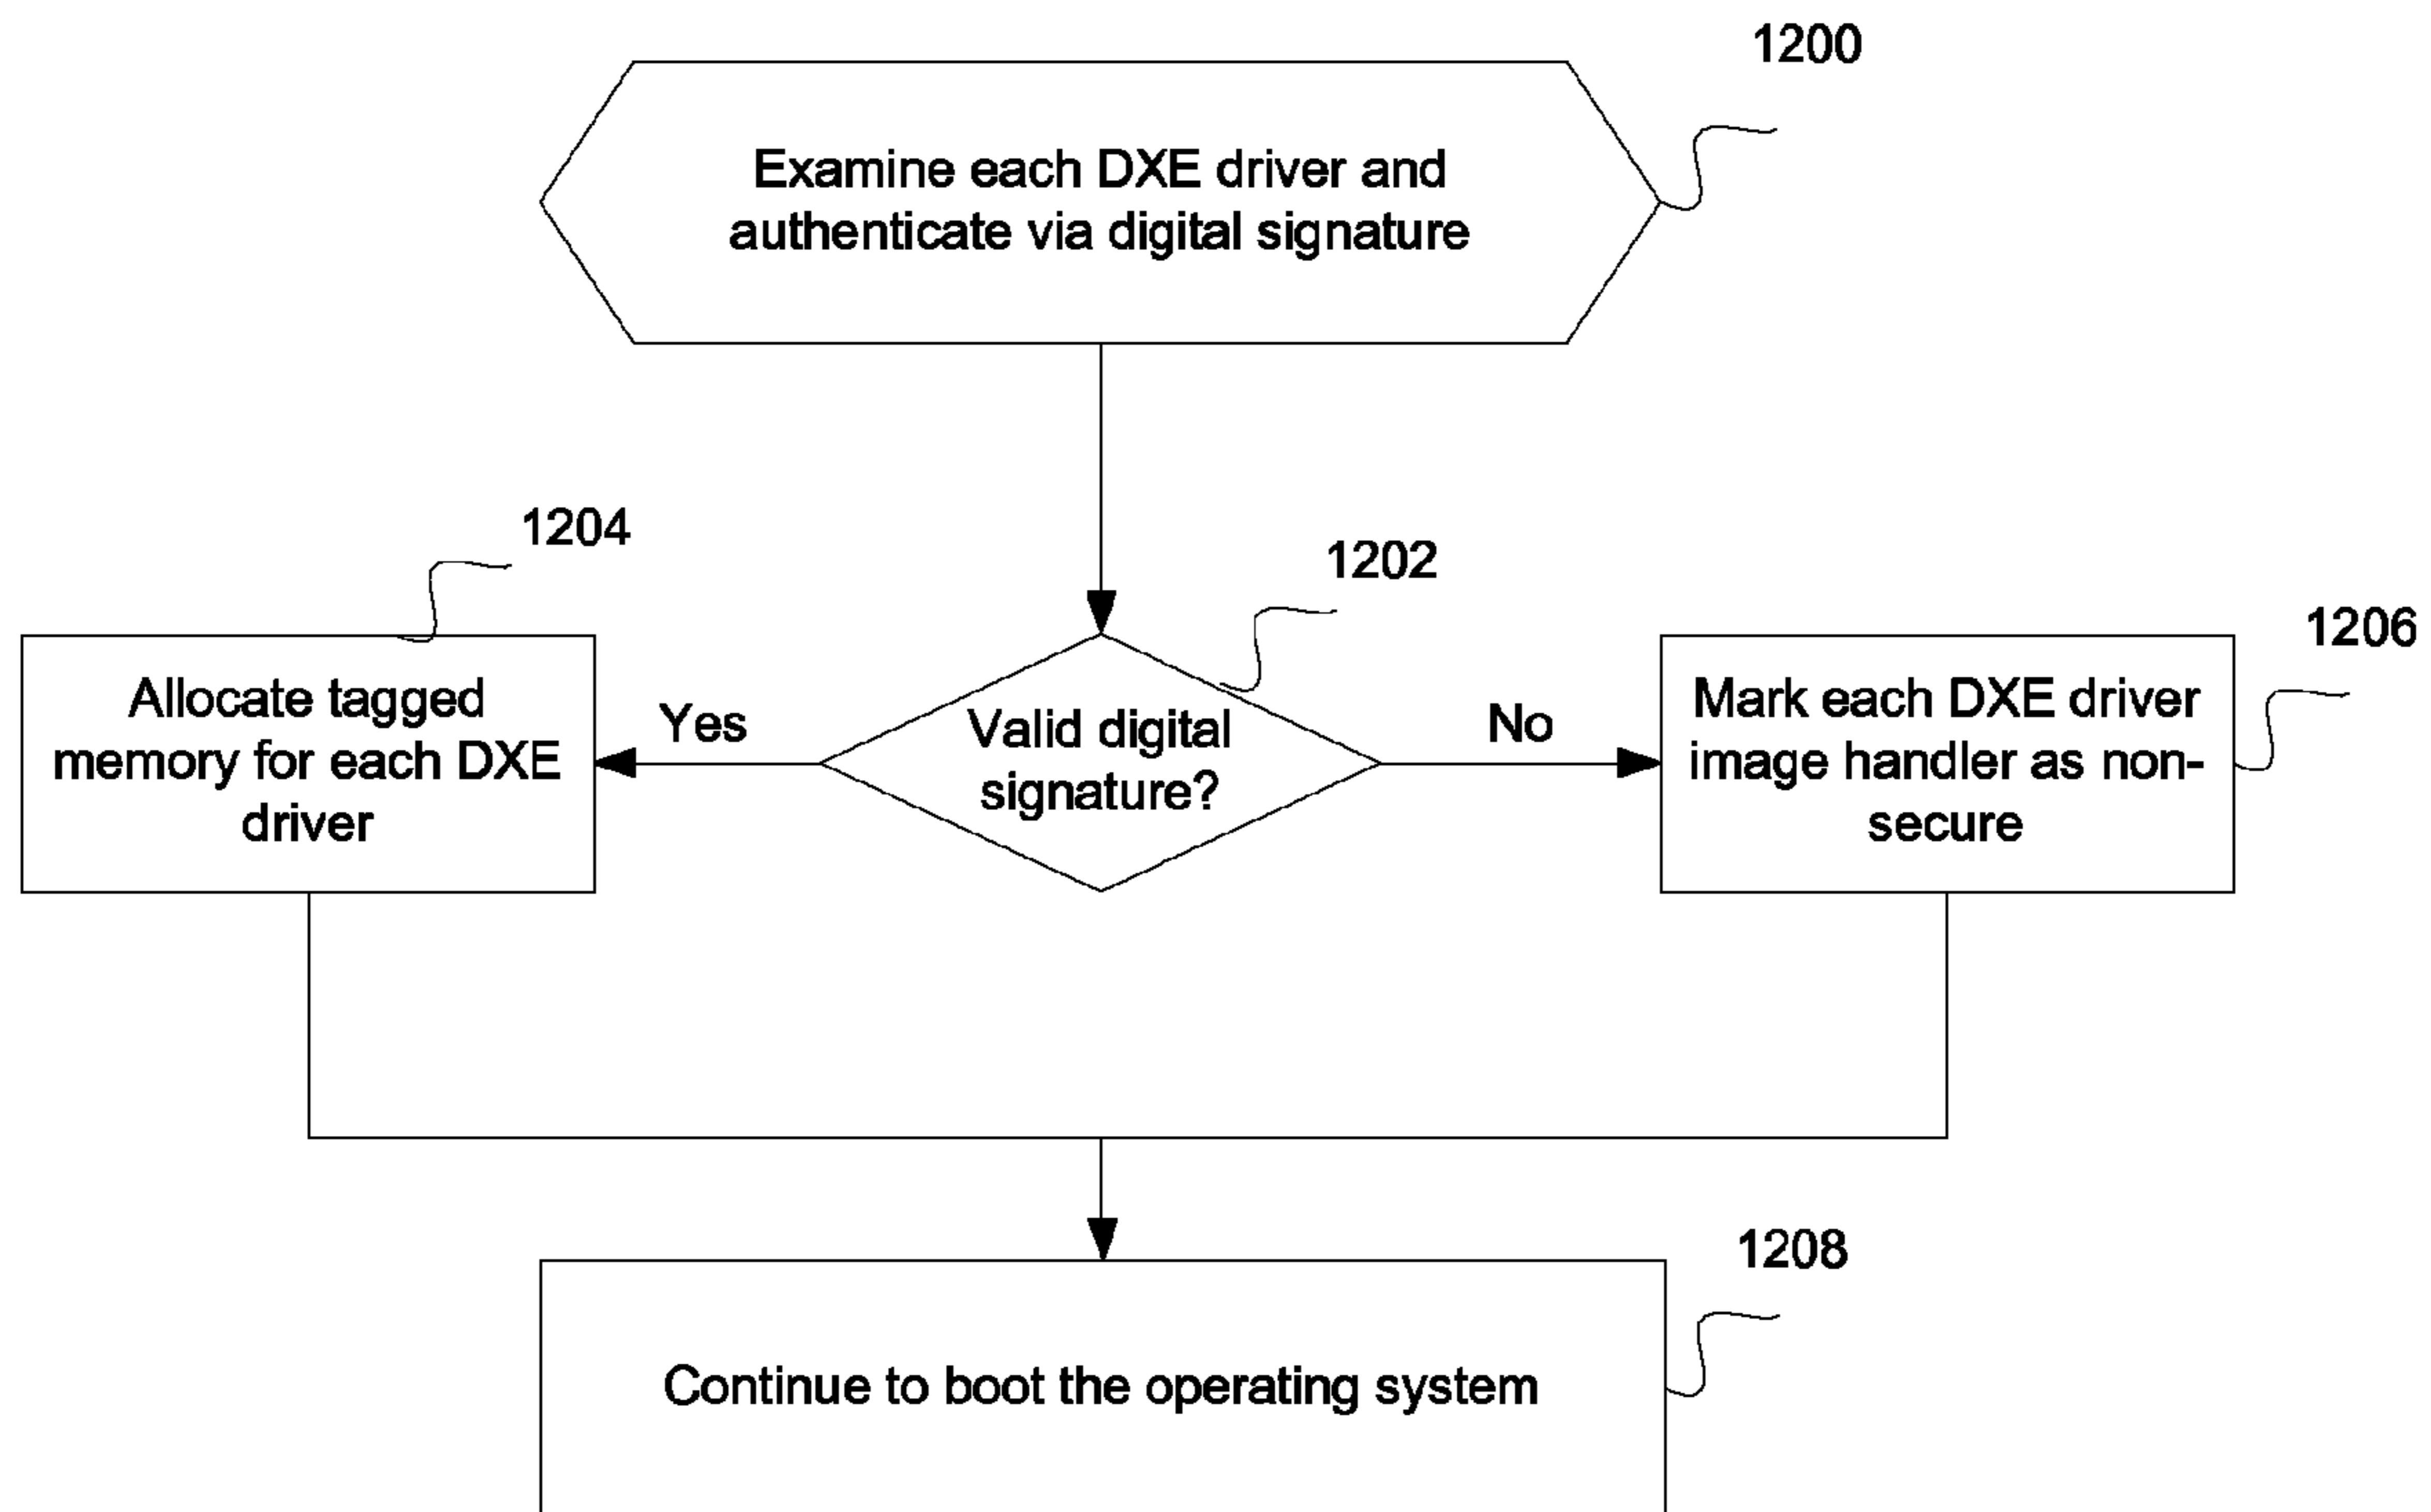 1200
Examine each DXE driver and
authenticate via digital signature
1204
1202
1206
Allocate tagged
memory for each DXE
driver
Yes
Valid digital
signature?
No
Mark each DXE driver
image handler as non-
secure
1208
Continue to boot the operating system